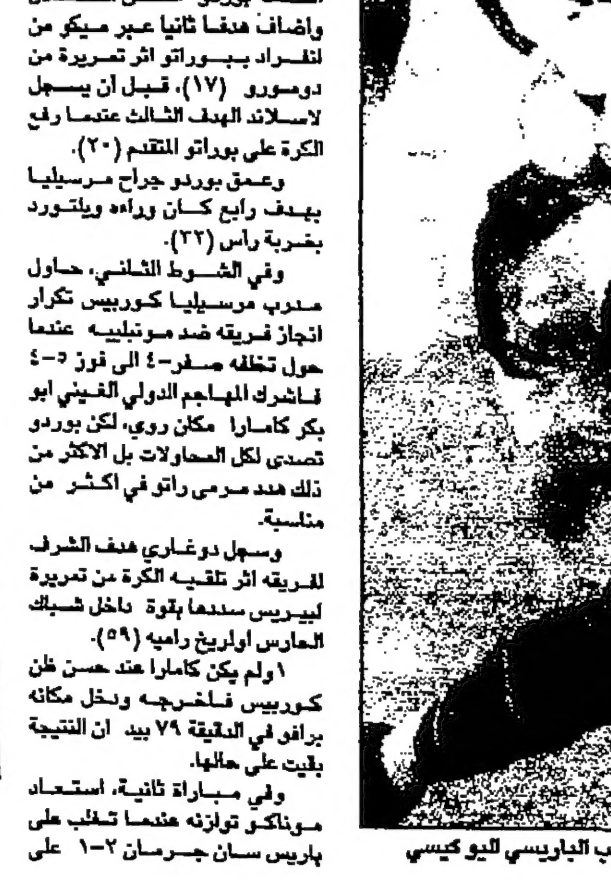 واضاف هدفا ثانيا عبر ميكو من
انفراد ببوراتو اثر تمريرة من
دومورو (١٧)، قبل أن يسجل
لاسلاند الهدف الثالث عندما رفع
الكرة على بوراتو المتقدم (٢٠).
وعمق بوردو جراح مرسيليا
بهدف رابع كان وراءه ويلتورد
بضربة رأس (٣٢).
وفي الشوط الثاني، حاول
مدرب مرسيليا كوربيس تكرار
انجاز فريقه ضد مونبلييه عندما
حول تخلفه صفر-٤ الى فوز ٥-٤
فاشرك المهاجم الدولي الغيني ابو
بكر كامارا مكان روي، لكن بوردو
تصدى لكل المحاولات بل الاكثر من
ذلك هدد مرمى راتو في اكثر من
مناسبة.
وسجل دوغاري هدف الشرف
لفريقه اثر تلقيه الكرة من تمريرة
لبيريس سددها بقوة داخل شباك
الحارس اولريخ راميه (٥٩).
١ولم يكن كامارا عند حسن ظن
كوربيس فاخرجه ودخل مكانه
برافو في الدقيقة ٧٩ بيد ان النتيجة
بقيت على حالها.
وفي مباراة ثانية، استعاد
موناكو توازنه عندما تغلب على
باريس سان جرمان ٢-١ على
ب الباريسي لليو كيسي